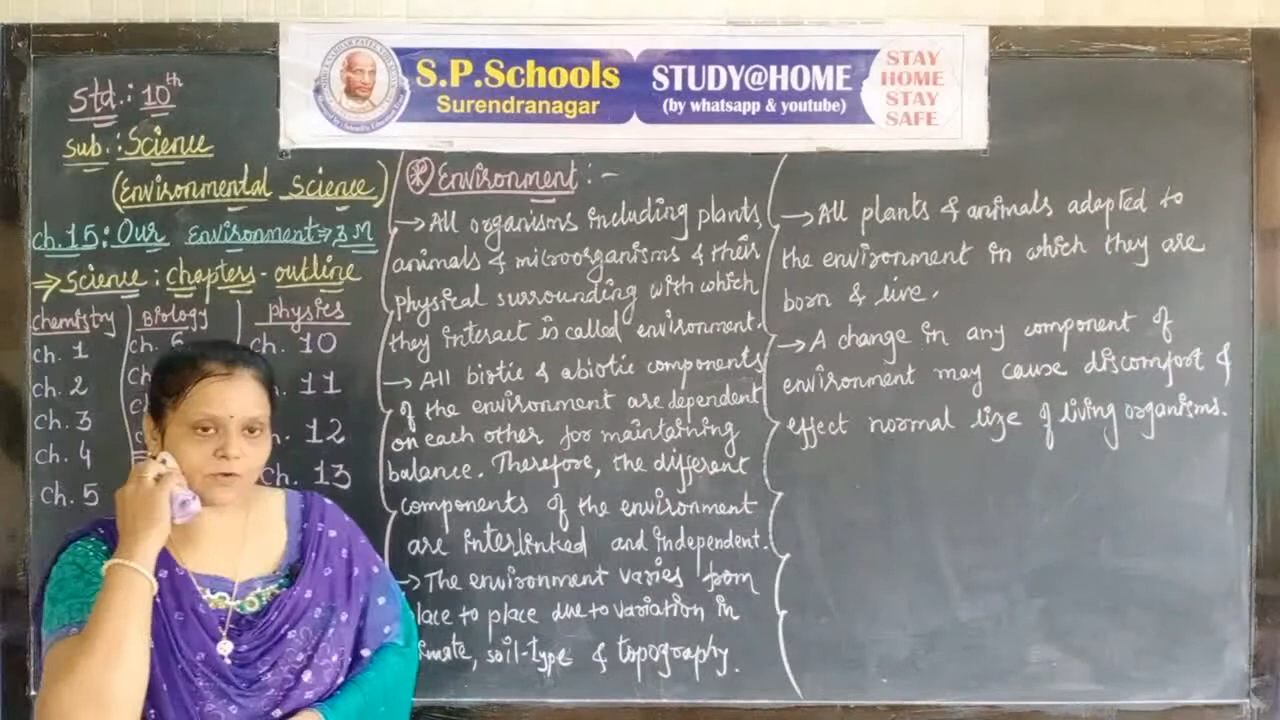 S.P.Schools
Surendranagar
STUDY@HOME
(by whatsapp & youtube)
STAY
HOME
STAY
SAFE
Std.: 10th
Sub.: Science
(Environmental Science)
ch.15: Our Environment ⇒ 3 M
⇒ Science: chapters-outline
chemistry
ch. 1
ch. 2
ch. 3
ch. 4
ch. 5
Biology
ch. 6
physics
ch. 10
11
12
ch. 13
Environment :-
→ All organisms including plants,
animals & microorganisms & their
physical surrounding with which
they interact is called environment.
→ All biotic & abiotic components
of the environment are dependent
on each other for maintaining
balance. Therefore, the different
components of the environment
are interlinked and independent.
→ The environment varies from
lace to place due to variation in
imate, soil-type & topography.
→ All plants & animals adapted to
the environment in which they are
born & live.
→ A change in any component of
environment may cause discomfort &
effect normal lize of living organisms.